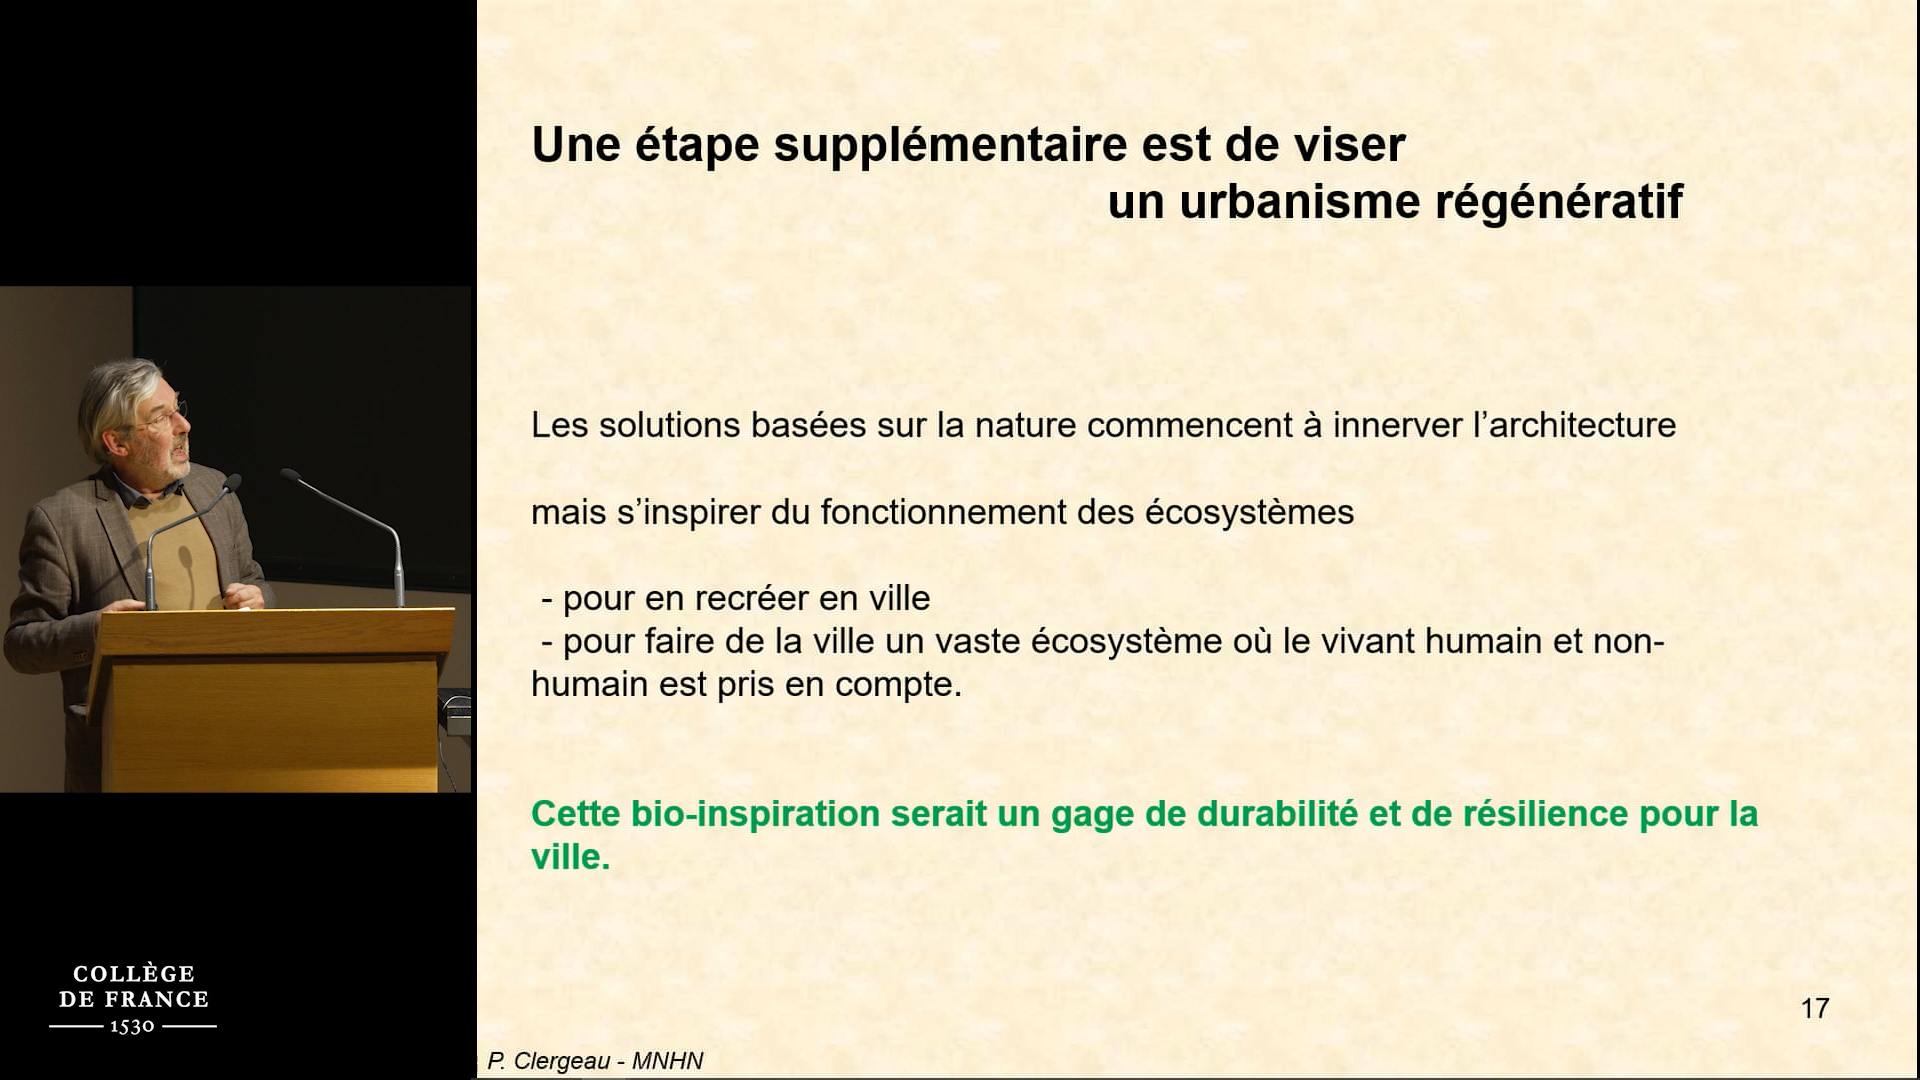 Une étape supplémentaire est de viser
un urbanisme régénératif
Les solutions basées sur la nature commencent à innerver l’architecture
mais s’inspirer du fonctionnement des écosystèmes
- pour en recréer en ville
- pour faire de la ville un vaste écosystème où le vivant humain et non-
humain est pris en compte.
Cette bio-inspiration serait un gage de durabilité et de résilience pour la
ville.
COLLÈGE
DE FRANCE
1530
17
P. Clergeau - MNHN